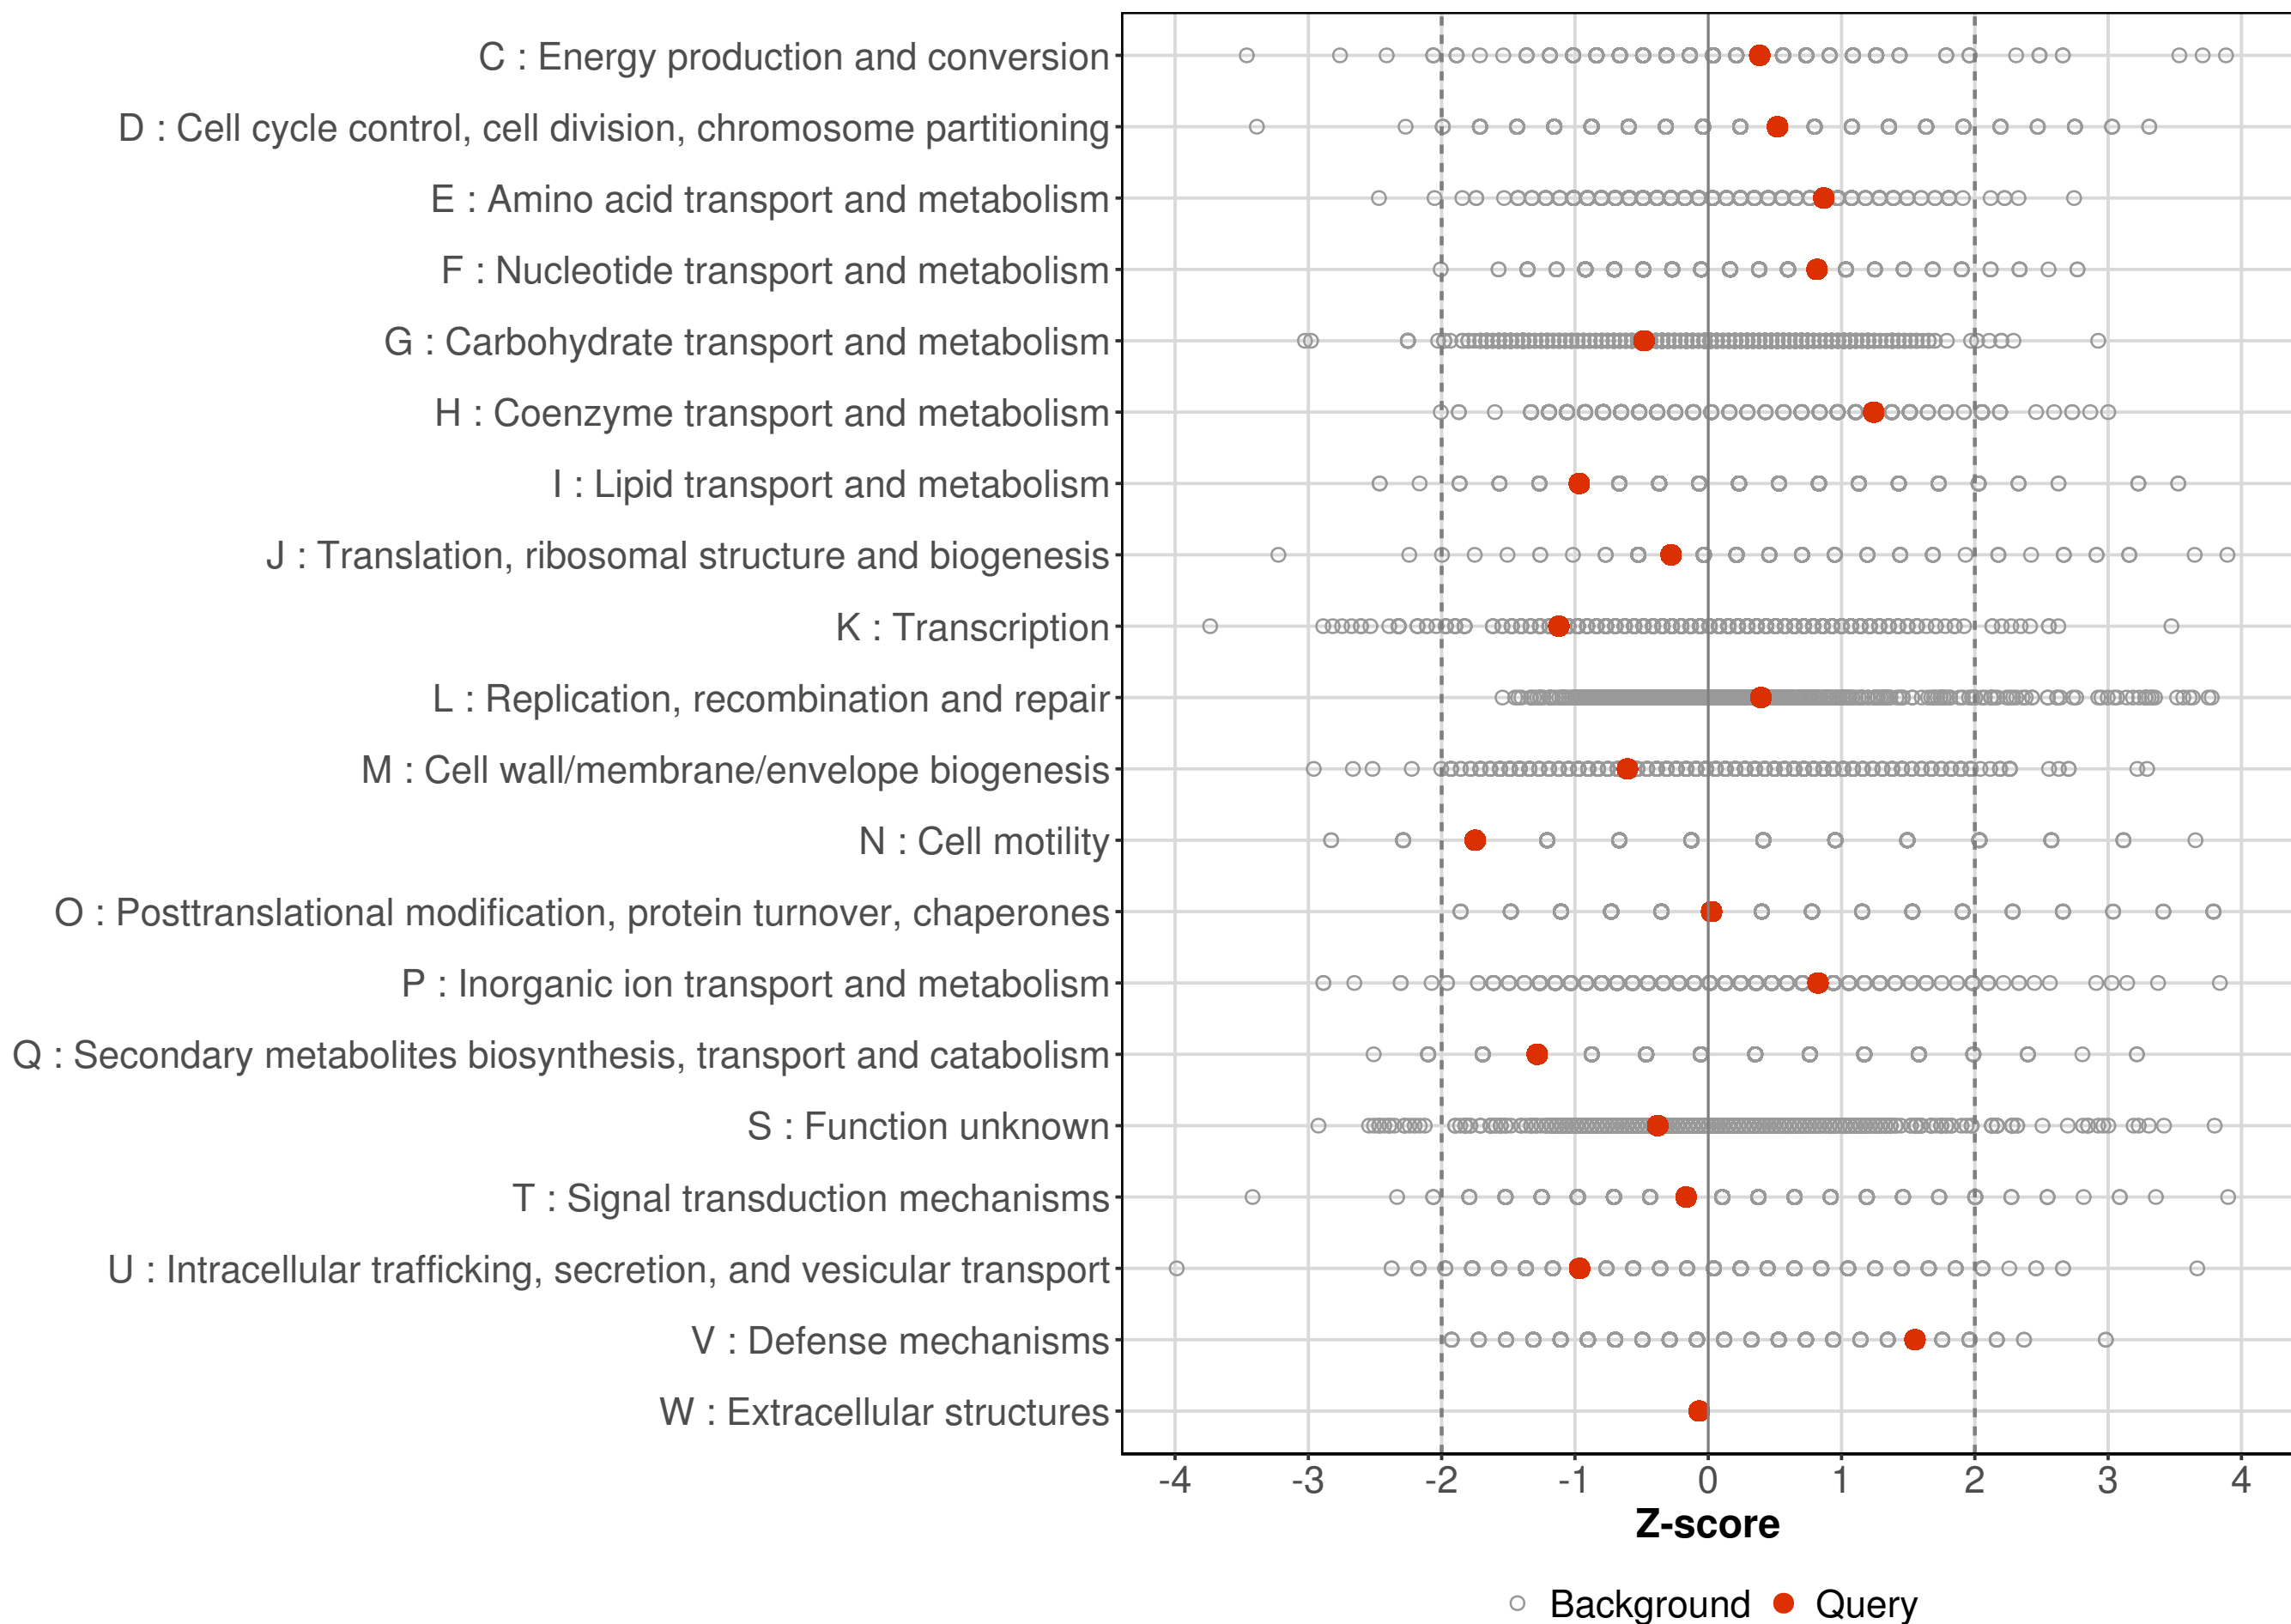 C : Energy production and conversion
D : Cell cycle control, cell division, chromosome partitioning
E : Amino acid transport and metabolism
F : Nucleotide transport and metabolism
G : Carbohydrate transport and metabolism
H : Coenzyme transport and metabolism
I : Lipid transport and metabolism
J : Translation, ribosomal structure and biogenesis
K : Transcription
L : Replication, recombination and repair
M : Cell wall/membrane/envelope biogenesis
N : Cell motility
O : Posttranslational modification, protein turnover, chaperones
P : Inorganic ion transport and metabolism
Q : Secondary metabolites biosynthesis, transport and catabolism
S : Function unknown
T : Signal transduction mechanisms
U : Intracellular trafficking, secretion, and vesicular transport
V : Defense mechanisms
W : Extracellular structures
-4 -3 -2 -1 0 1 2 3 4
Z-score
Background Query